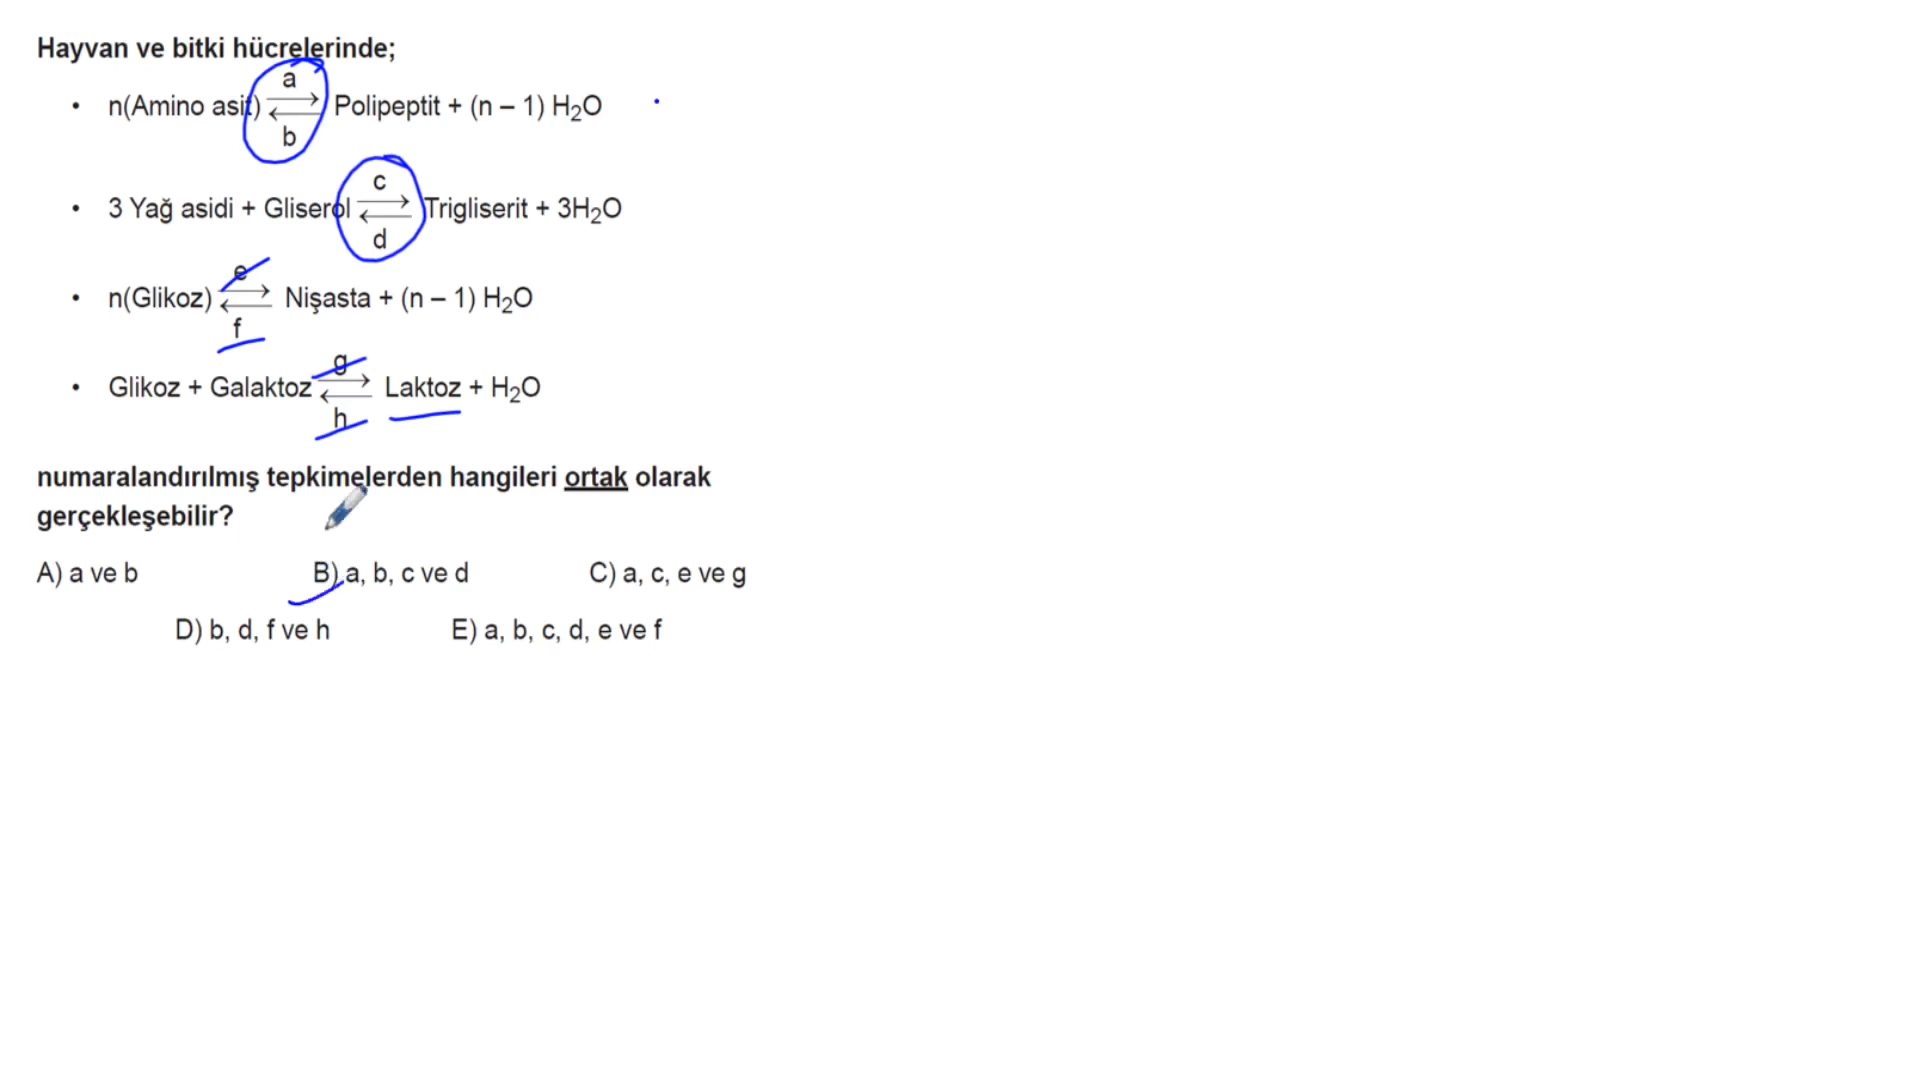 Hayvan ve bitki hücrelerinde;
a
• n(Amino asit) ⇄ Polipeptit + (n – 1) H₂O
b
c
• 3 Yağ asidi + Gliserol ⇄ Trigliserit + 3H₂O
d
e
• n(Glikoz) ⇄ Nişasta + (n – 1) H₂O
f
g
• Glikoz + Galaktoz ⇄ Laktoz + H₂O
h
numaralandırılmış tepkimelerden hangileri ortak olarak
gerçekleşebilir?
A) a ve b B) a, b, c ve d C) a, c, e ve g
D) b, d, f ve h E) a, b, c, d, e ve f